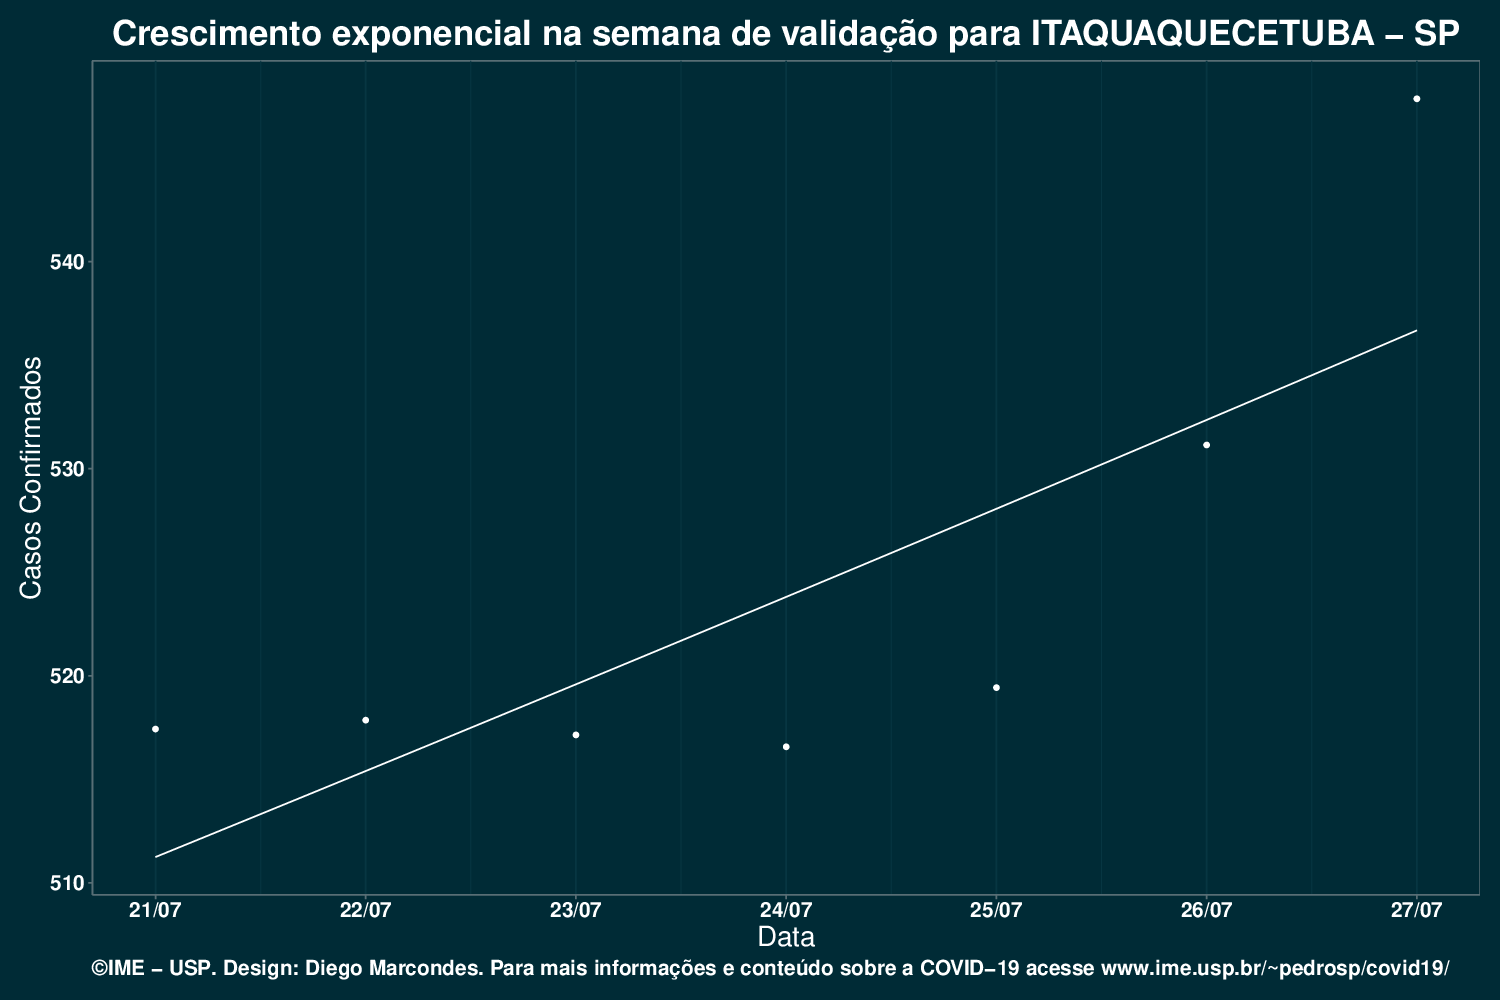 Crescimento exponencial na semana de validação para ITAQUAQUECETUBA – SP
Casos Confirmados
540
530
520
510
21/07 22/07 23/07 24/07 25/07 26/07 27/07
Data
©IME – USP. Design: Diego Marcondes. Para mais informações e conteúdo sobre a COVID–19 acesse www.ime.usp.br/~pedrosp/covid19/